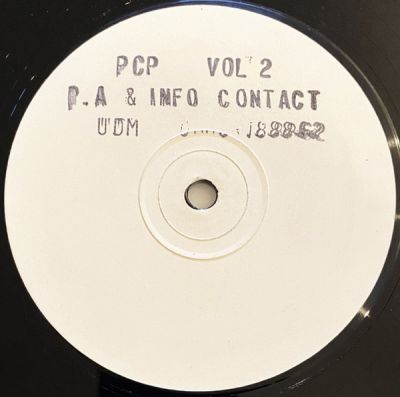 PCP VOL 2
P.A & INFO CONTACT
UDM